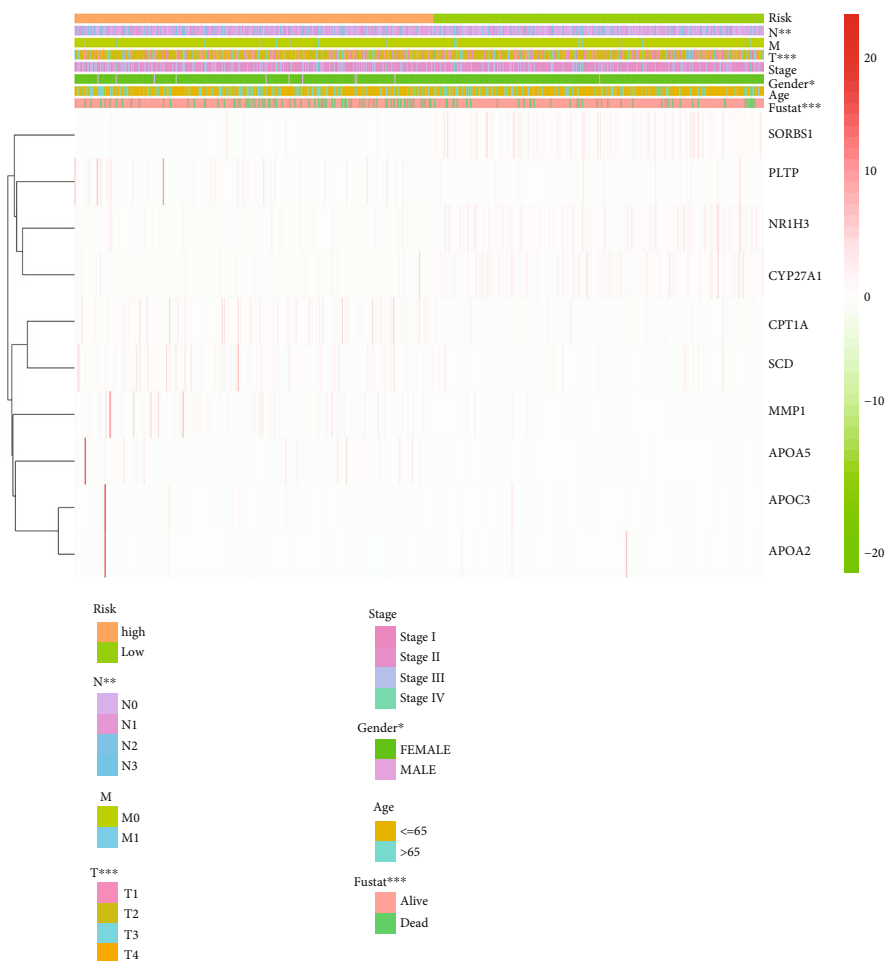 Risk
N**
M
T***
Stage
Gender*
Age
Fustat***
SORBS1
PLTP
NR1H3
CYP27A1
CPT1A
SCD
MMP1
APOA5
APOC3
APOA2
20
10
0
−10
−20
Risk
high
Low
N**
N0
N1
N2
N3
M
M0
M1
T***
T1
T2
T3
T4
Stage
Stage I
Stage II
Stage III
Stage IV
Gender*
FEMALE
MALE
Age
<=65
>65
Fustat***
Alive
Dead